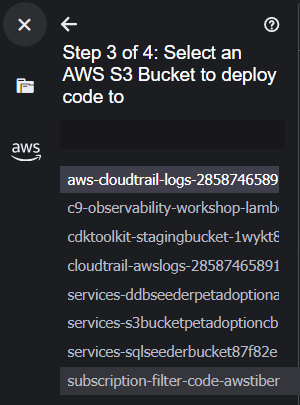 Step 3 of 4: Select an
AWS S3 Bucket to deploy
code to
aws
aws-cloudtrail-logs-2858746589
c9-observability-workshop-lamb
cdktoolkit-stagingbucket-1wykt8
cloudtrail-awslogs-28587465891
services-ddbseederpetadoptiona
services-s3bucketpetadoptioncb
services-sqlseederbucket87f82e
subscription-filter-code-awstiber